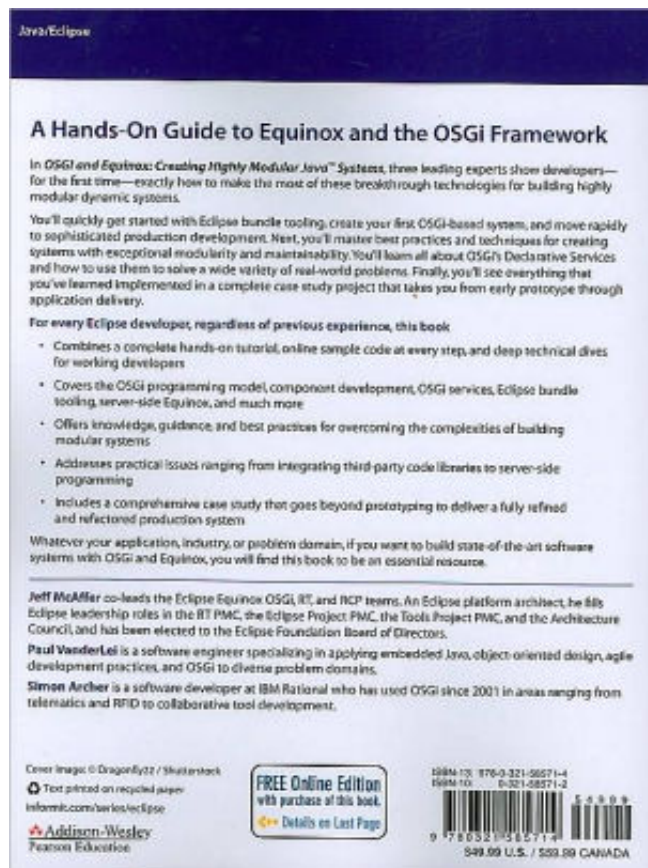 Java/Eclipse
A Hands-On Guide to Equinox and the OSGi Framework
In OSGi and Equinox: Creating Highly Modular Java™ Systems, three leading experts show developers—
for the first time—exactly how to make the most of these breakthrough technologies for building highly
modular dynamic systems.
You'll quickly get started with Eclipse bundle tooling, create your first OSGi-based system, and move rapidly
to sophisticated production development. Next, you'll master best practices and techniques for creating
systems with exceptional modularity and maintainability. You'll learn all about OSGi's Declarative Services
and how to use them to solve a wide variety of real-world problems. Finally, you'll see everything that
you've learned implemented in a complete case study project that takes you from early prototype through
application delivery.
For every Eclipse developer, regardless of previous experience, this book
• Combines a complete hands-on tutorial, online sample code at every step, and deep technical dives
for working developers
• Covers the OSGi programming model, component development, OSGi services, Eclipse bundle
tooling, server-side Equinox, and much more
• Offers knowledge, guidance, and best practices for overcoming the complexities of building
modular systems
• Addresses practical issues ranging from integrating third-party code libraries to server-side
programming
• Includes a comprehensive case study that goes beyond prototyping to deliver a fully refined
and refactored production system
Whatever your application, industry, or problem domain, if you want to build state-of-the-art software
systems with OSGi and Equinox, you will find this book to be an essential resource.
Jeff McAffer co-leads the Eclipse Equinox OSGi, RT, and RCP teams. An Eclipse platform architect, he fills
Eclipse leadership roles in the RT PMC, the Eclipse Project PMC, the Tools Project PMC, and the Architecture
Council, and has been elected to the Eclipse Foundation Board of Directors.
Paul VanderLei is a software engineer specializing in applying embedded Java, object-oriented design, agile
development practices, and OSGi to diverse problem domains.
Simon Archer is a software developer at IBM Rational who has used OSGi since 2001 in areas ranging from
telematics and RFID to collaborative tool development.
Cover image: © Dragonfly22 / Shutterstock
Text printed on recycled paper
informit.com/series/eclipse
Addison-Wesley
Pearson Education
FREE Online Edition
with purchase of this book.
Details on Last Page
ISBN-13: 978-0-321-58571-4
ISBN-10: 0-321-58571-2
54999
9 780321 585714
$49.99 U.S. / $59.99 CANADA